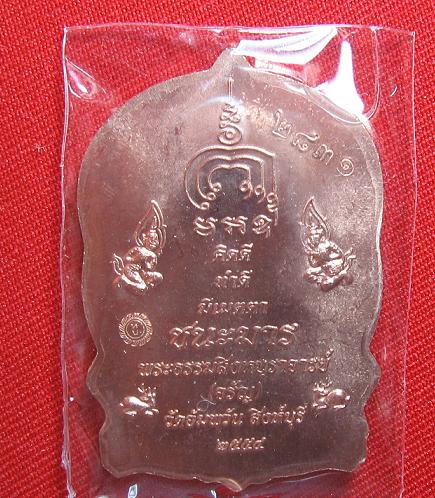 ๒๘๓๑
คิดดี
ทำดี
มีเมตตา
ชนะมาร
พระธรรมสิงหบุราจารย์
(จรัญ)
วัดอัมพวัน สิงห์บุรี
๒๕๕๔